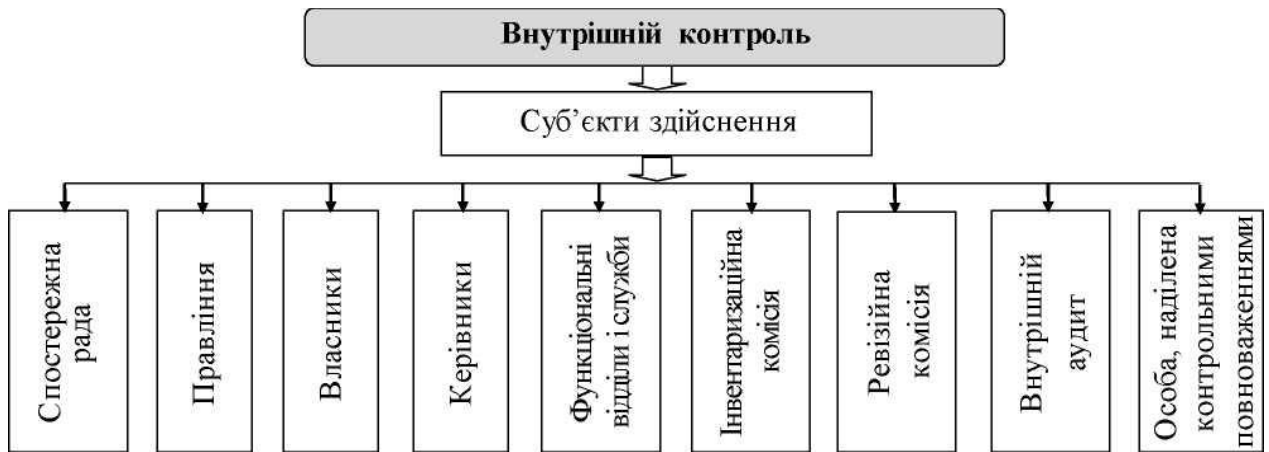 Внутрішній контроль
Суб’єкти здійснення
Спостережна
рада
Правління
Власники
Керівники
Функціональні
відділи і служби
Інвентаризаційна
комісія
Ревізійна
комісія
Внутрішній
аудит
Особа, наділена
контрольними
повноваженнями